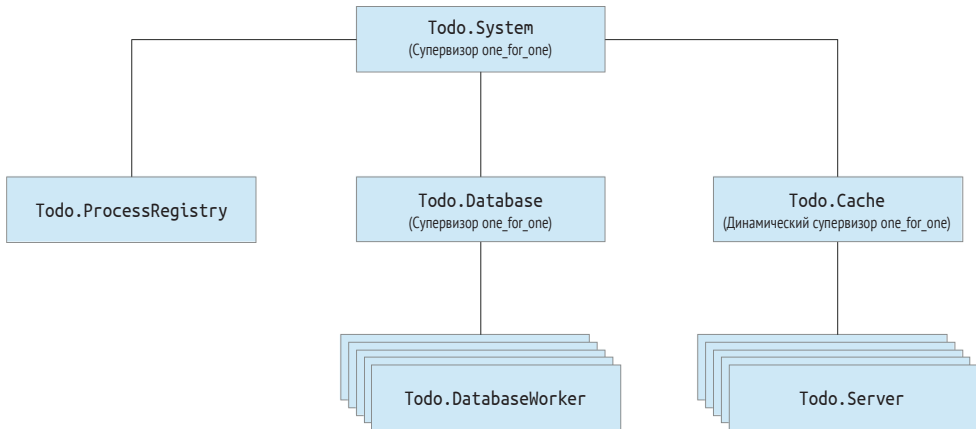 Todo.System
(Супервизор one_for_one)
Todo.ProcessRegistry
Todo.Database
(Супервизор one_for_one)
Todo.Cache
(Динамический супервизор one_for_one)
Todo.DatabaseWorker
Todo.Server